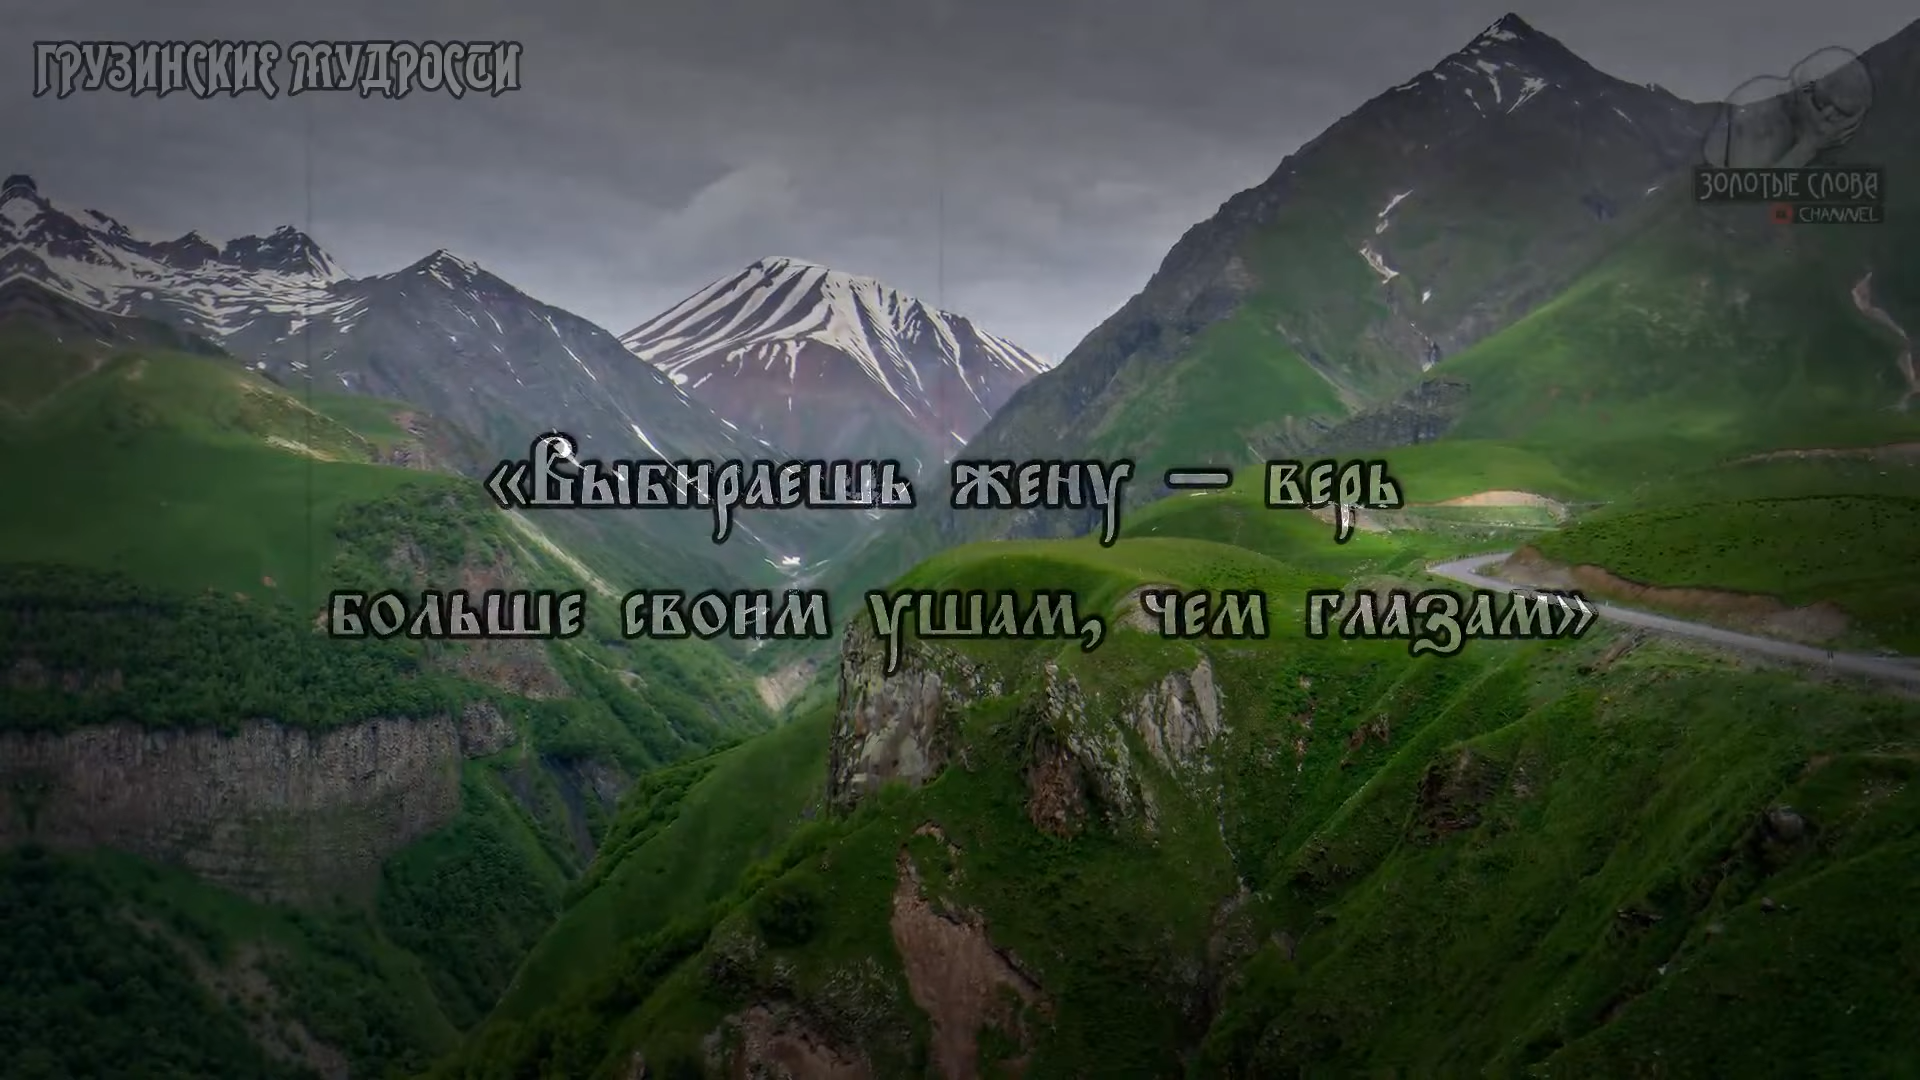 ГРУЗИНСКИЕ МУДРОСТИ
ЗОЛОТЫЕ СЛОВА
CHANNEL
«Выбираешь жену — верь
больше своим ушам, чем глазам»